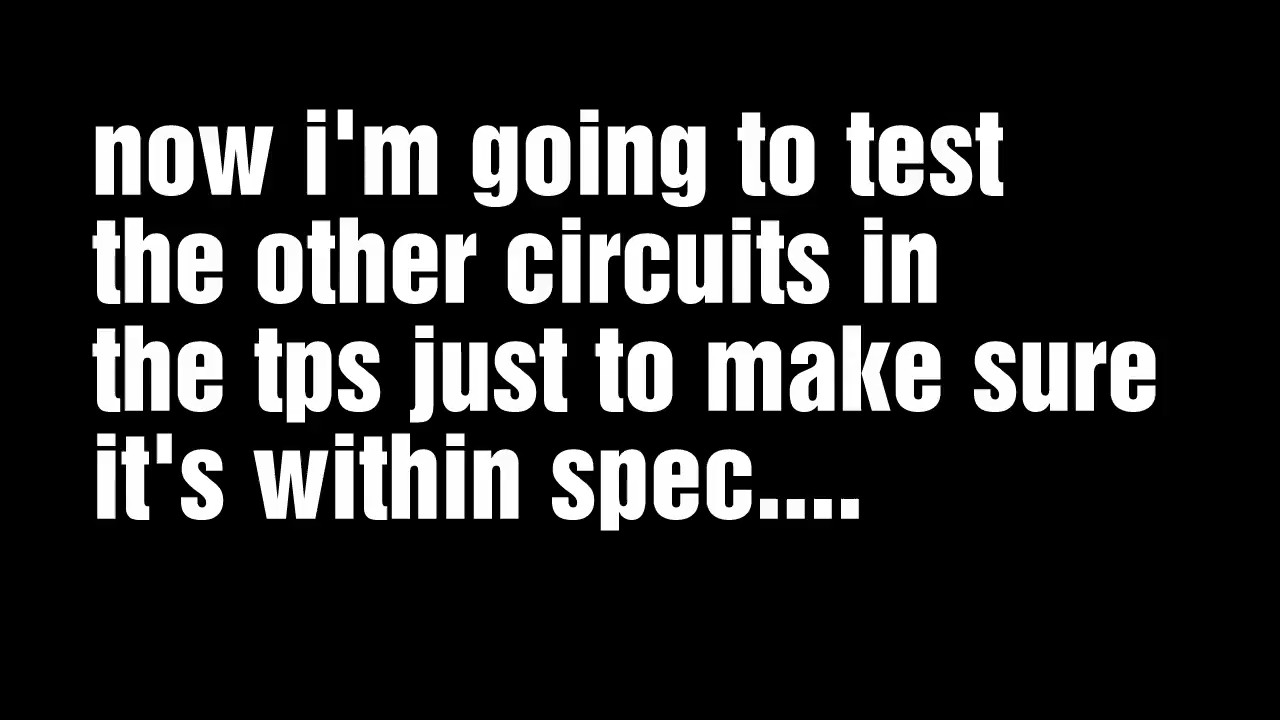 now i'm going to test
the other circuits in
the tps just to make sure
it's within spec....